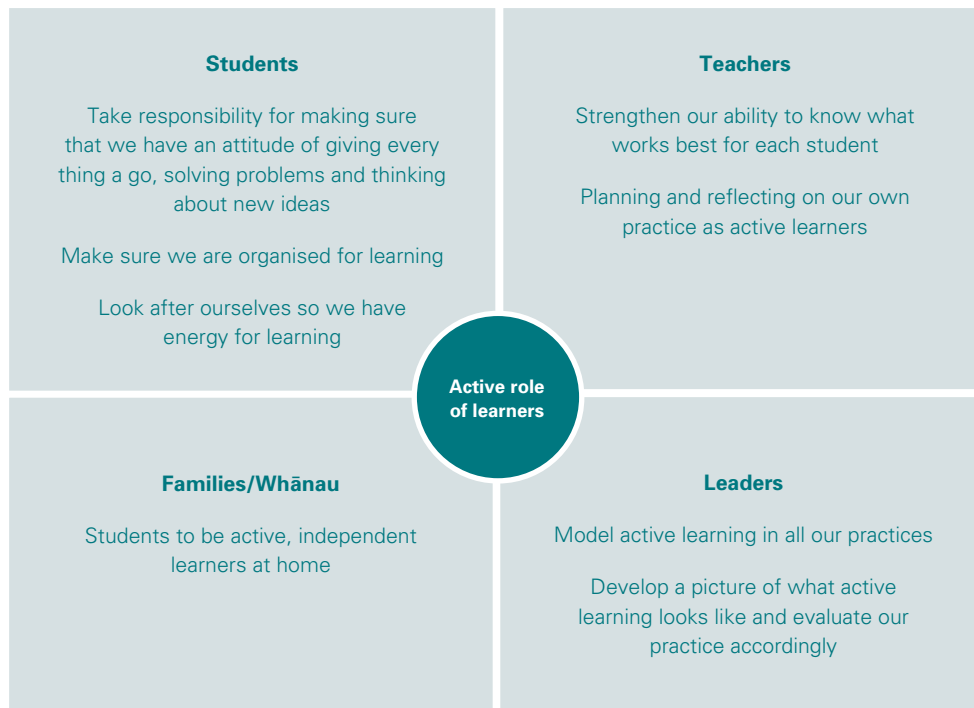 Students
Take responsibility for making sure
that we have an attitude of giving every
thing a go, solving problems and thinking
about new ideas
Make sure we are organised for learning
Look after ourselves so we have
energy for learning
Teachers
Strengthen our ability to know what
works best for each student
Planning and reflecting on our own
practice as active learners
Active role
of learners
Families/Whānau
Students to be active, independent
learners at home
Leaders
Model active learning in all our practices
Develop a picture of what active
learning looks like and evaluate our
practice accordingly